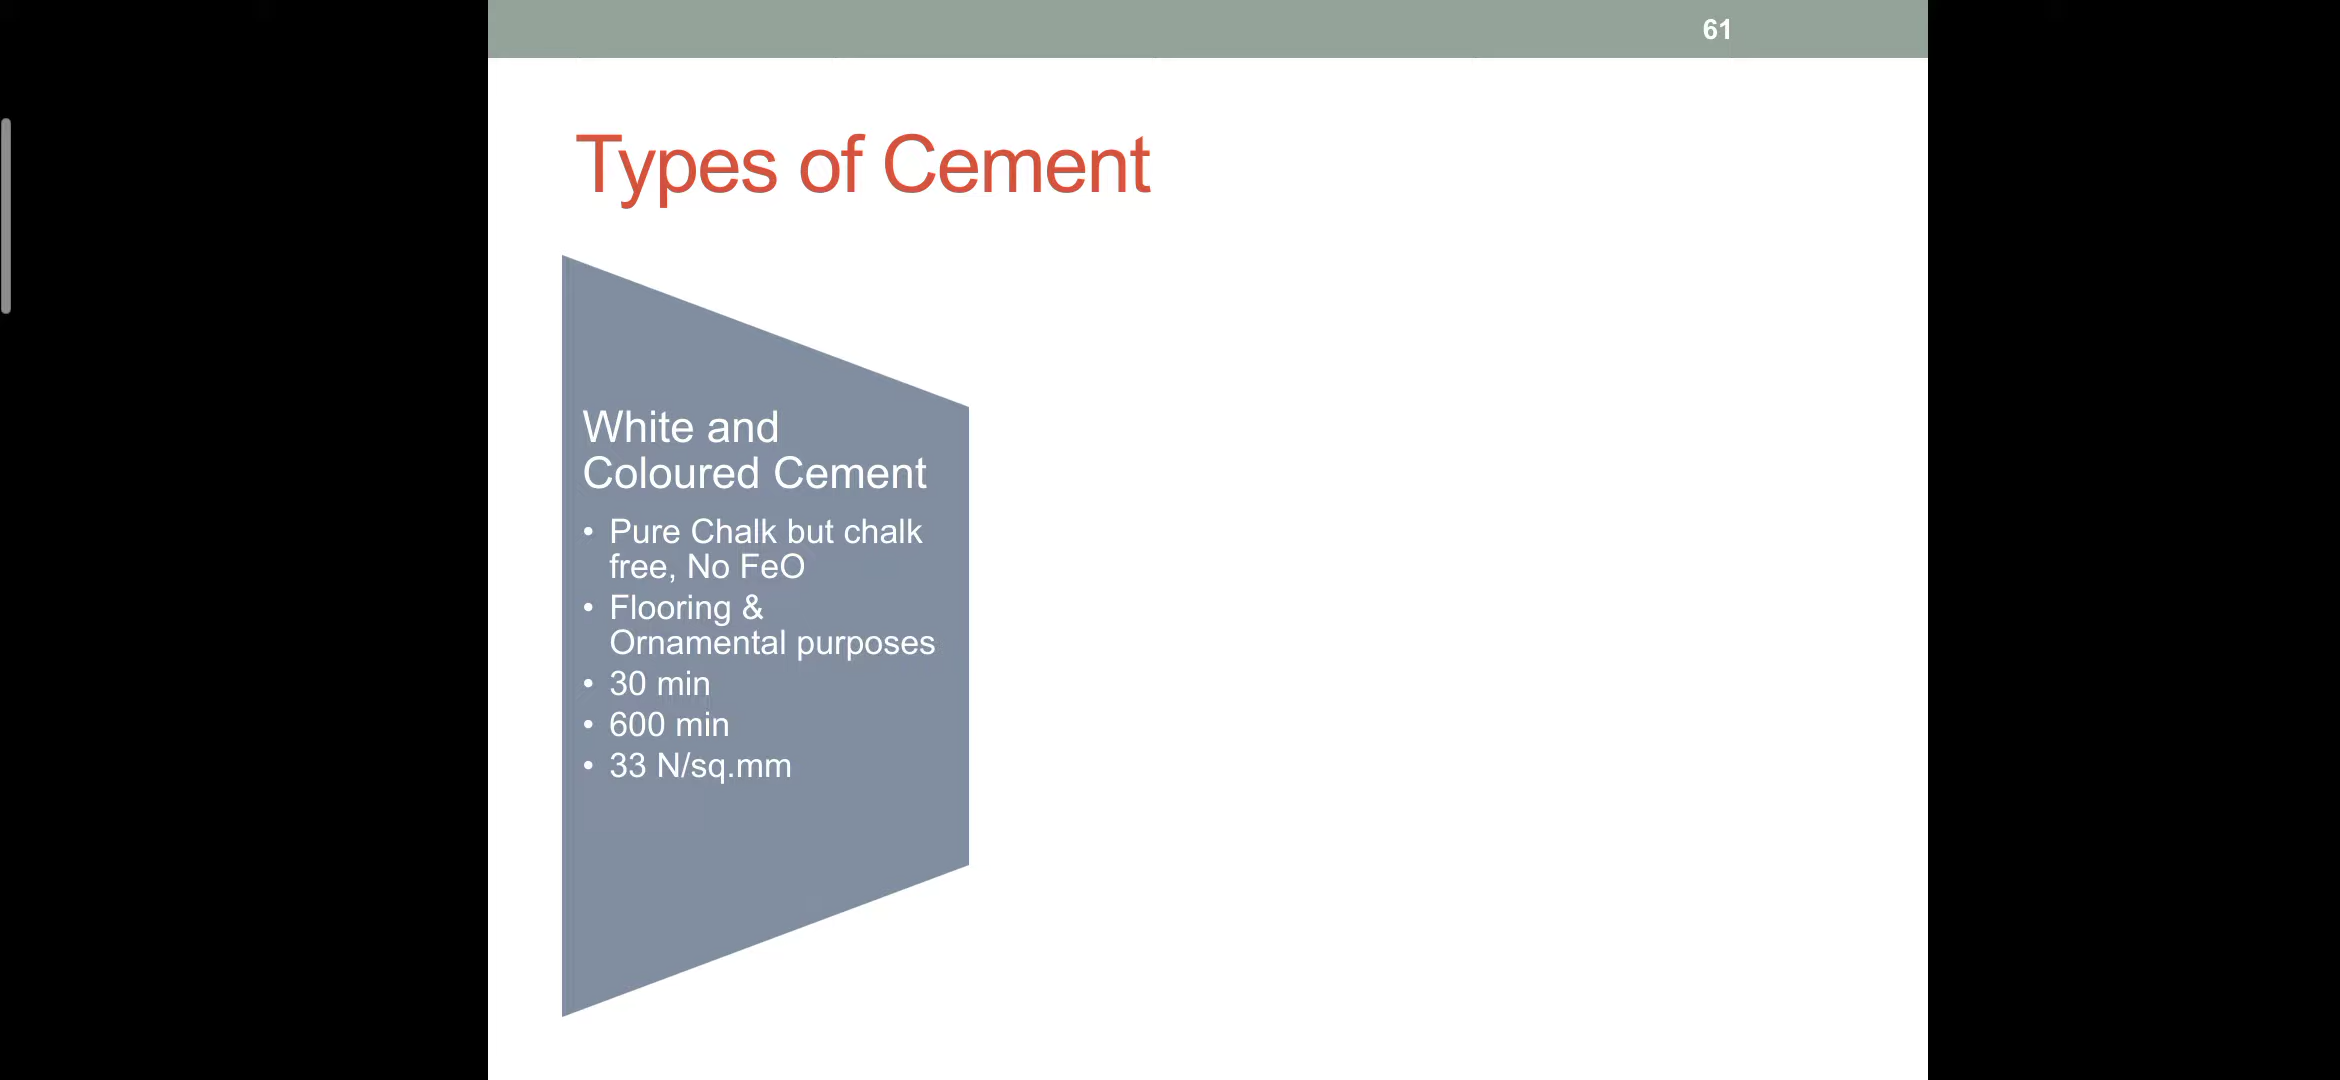 61
Types of Cement
White and
Coloured Cement
• Pure Chalk but chalk
free, No FeO
• Flooring &
Ornamental purposes
• 30 min
• 600 min
• 33 N/sq.mm